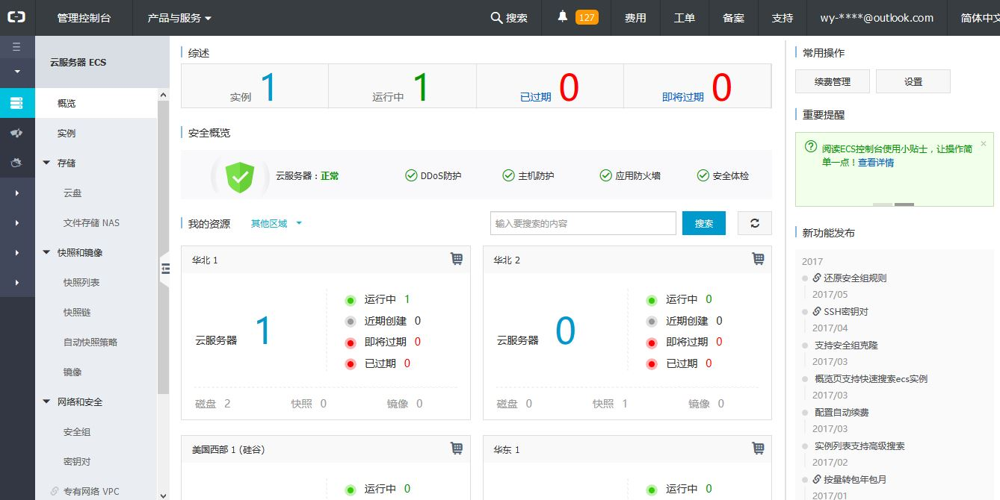 管理控制台
产品与服务
搜索
127
费用
工单
备案
支持
wy-****@outlook.com
简体中文
云服务器 ECS
概览
实例
存储
云盘
文件存储 NAS
快照和镜像
快照列表
快照链
自动快照策略
镜像
网络和安全
安全组
密钥对
专有网络 VPC
综述
实例 1
运行中 1
已过期 0
即将过期 0
安全概览
云服务器：正常
DDoS防护
主机防护
应用防火墙
安全体检
我的资源
其他区域
输入要搜索的内容
搜索
华北 1
云服务器 1
运行中 1
近期创建 0
即将过期 0
已过期 0
磁盘 2
快照 0
镜像 0
华北 2
云服务器 0
运行中 0
近期创建 0
即将过期 0
已过期 0
磁盘 0
快照 1
镜像 0
美国西部 1 (硅谷)
运行中 0
华东 1
运行中 0
常用操作
续费管理
设置
重要提醒
阅读ECS控制台使用小贴士，让操作简
单一点！查看详情
新功能发布
2017
还原安全组规则
2017/05
SSH密钥对
2017/04
支持安全组克隆
2017/03
概览页支持快速搜索ecs实例
2017/03
配置自动续费
2017/03
实例列表支持高级搜索
2017/02
按量转包年包月
2017/01